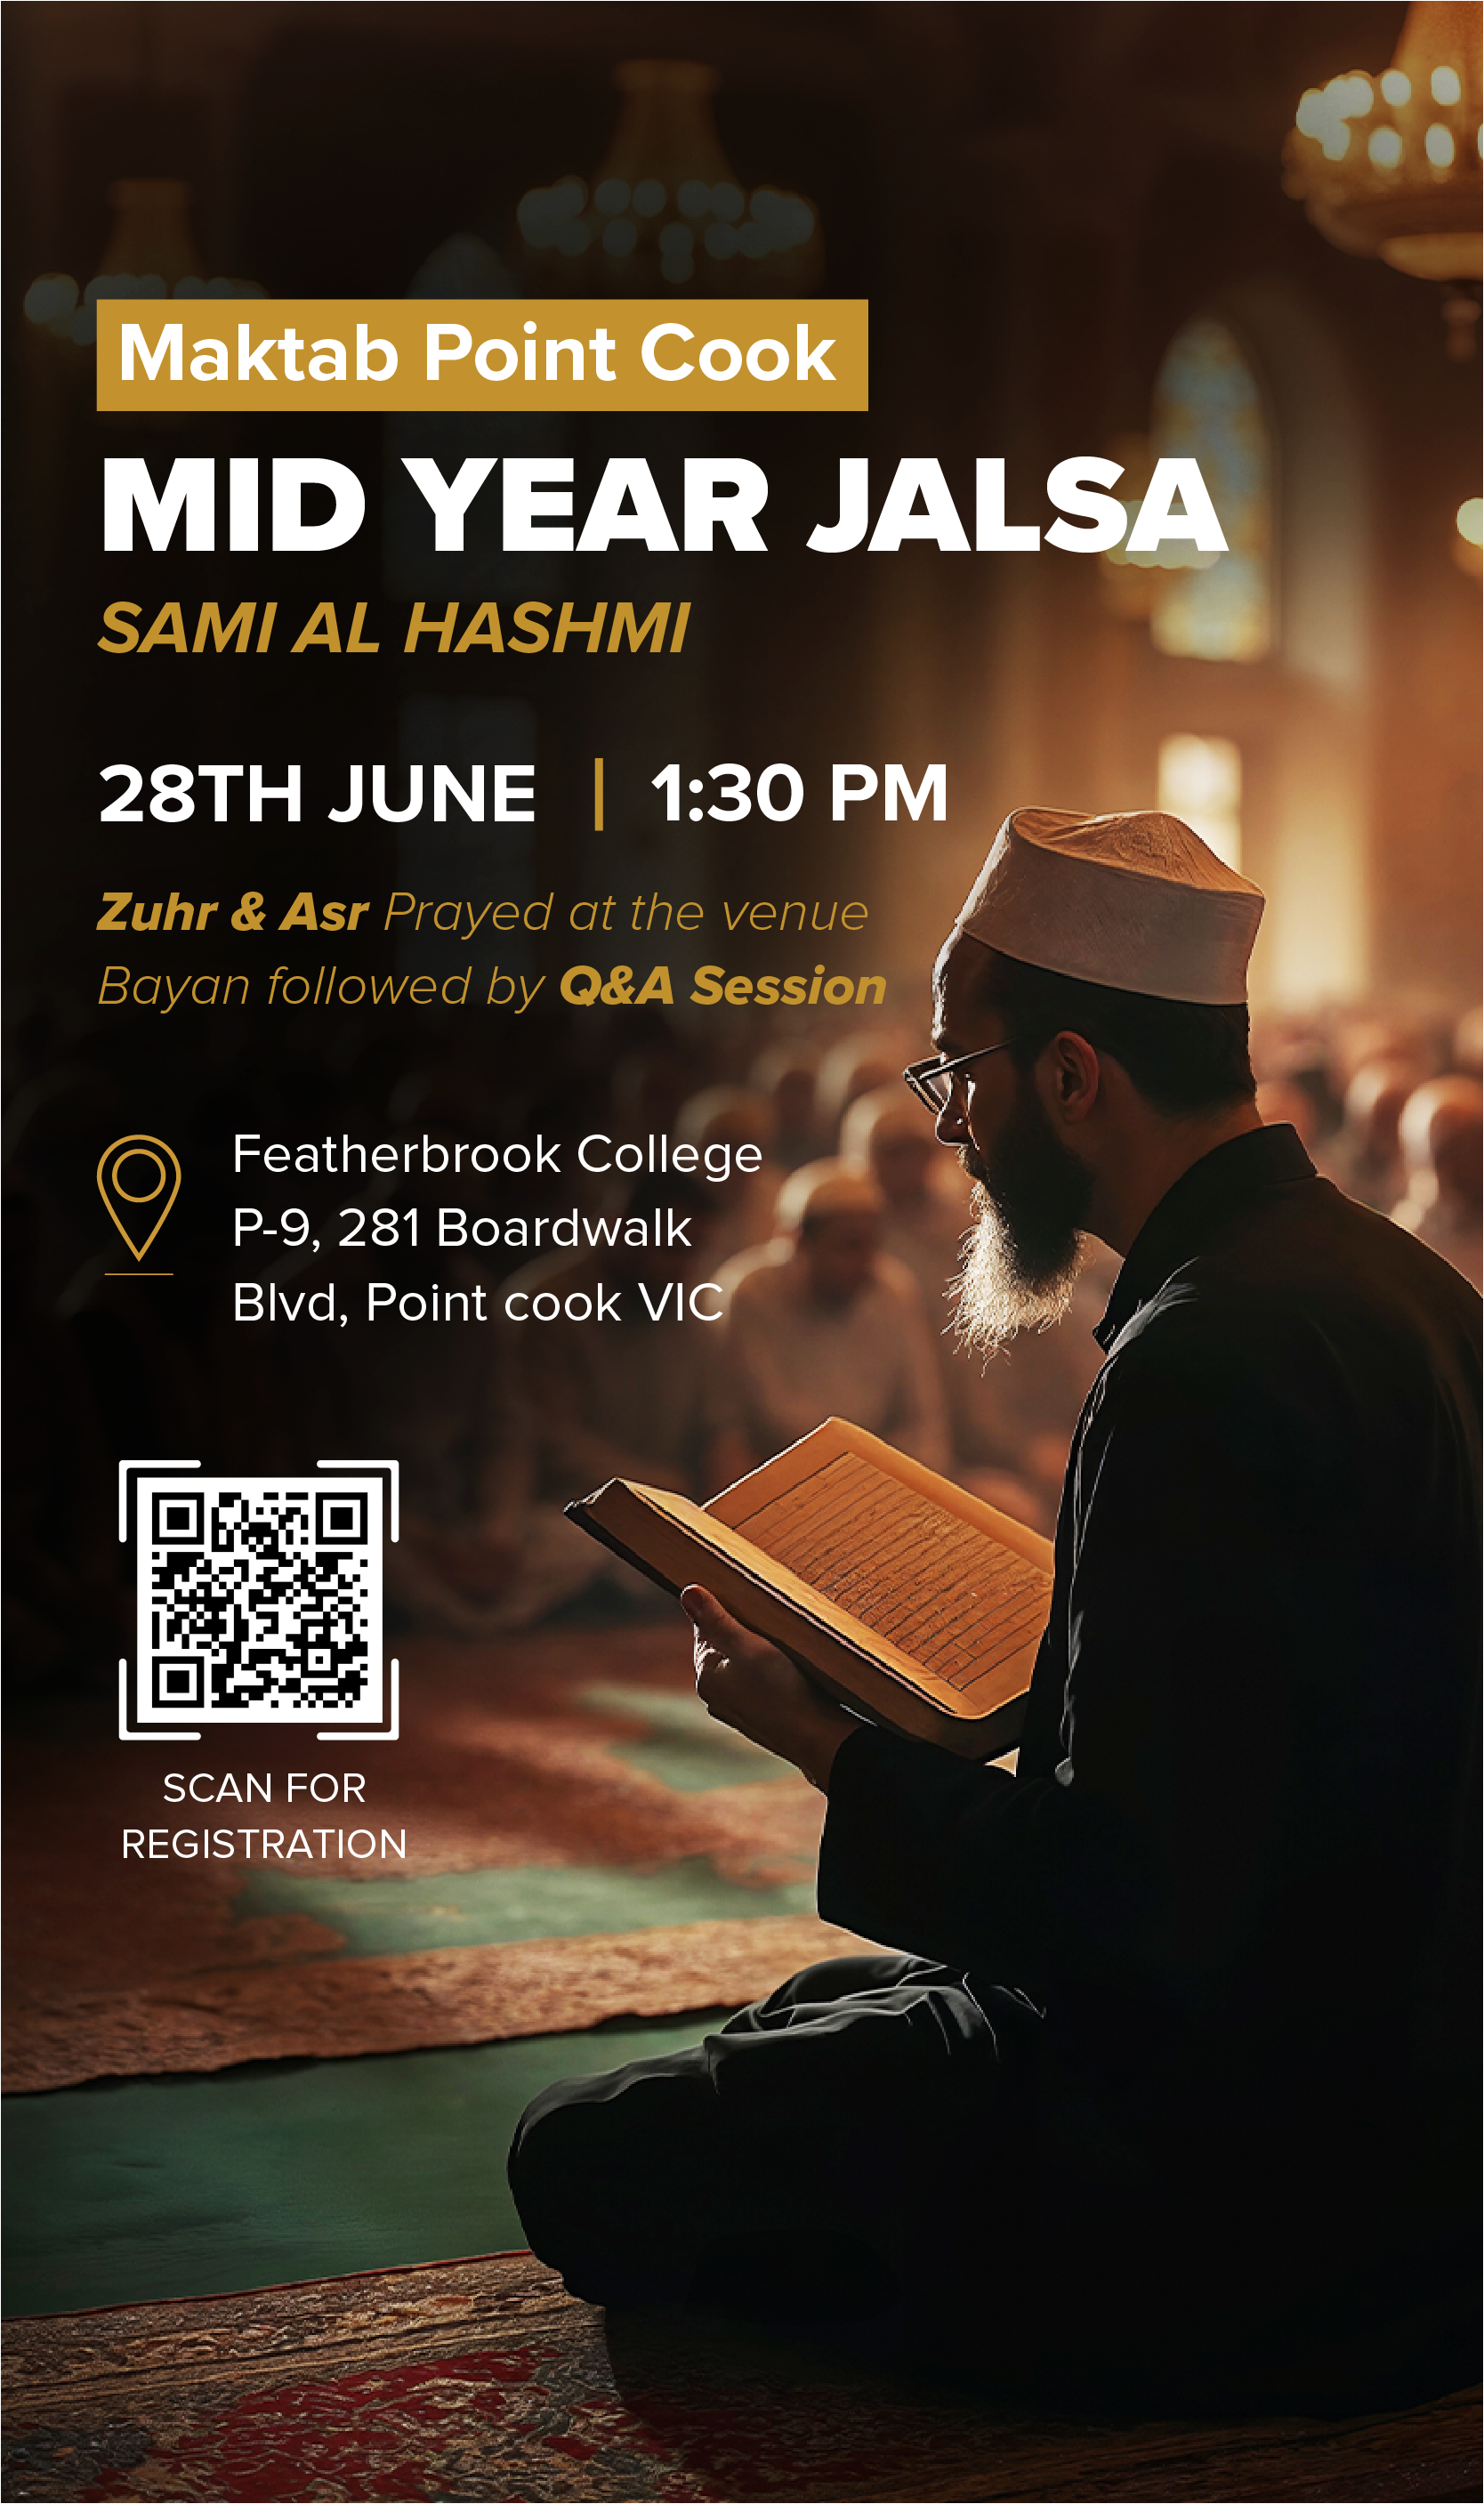 Maktab Point Cook
MID YEAR JALSA
SAMI AL HASHMI
28TH JUNE | 1:30 PM
Zuhr & Asr Prayed at the venue
Bayan followed by Q&A Session
Featherbrook College
P-9, 281 Boardwalk
Blvd, Point cook VIC
SCAN FOR
REGISTRATION